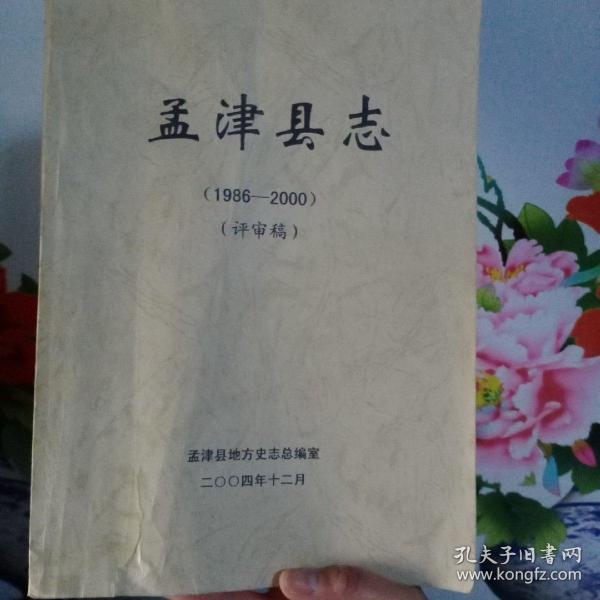 孟津县志
（1986—2000）
（评审稿）
孟津县地方史志总编室
二〇〇四年十二月
孔夫子旧书网
www.kongfz.com